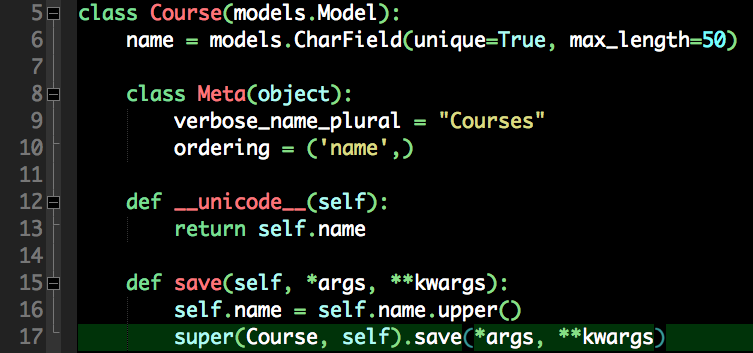 5 class Course(models.Model):
6     name = models.CharField(unique=True, max_length=50)
7
8     class Meta(object):
9         verbose_name_plural = "Courses"
10         ordering = ('name',)
11
12     def __unicode__(self):
13         return self.name
14
15     def save(self, *args, **kwargs):
16         self.name = self.name.upper()
17         super(Course, self).save(*args, **kwargs)